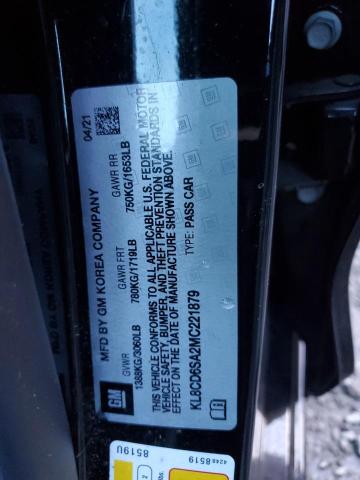 GM
MFD BY GM KOREA COMPANY
04/21
GVWR
1388KG/3060LB
GAWR FRT
780KG/1719LB
GAWR RR
750KG/1653LB
THIS VEHICLE CONFORMS TO ALL APPLICABLE U.S. FEDERAL MOTOR
VEHICLE SAFETY, BUMPER, AND THEFT PREVENTION STANDARDS IN
EFFECT ON THE DATE OF MANUFACTURE SHOWN ABOVE.
KL8CD6SA2MC221879
TYPE: PASS CAR
8519U
4248 8519